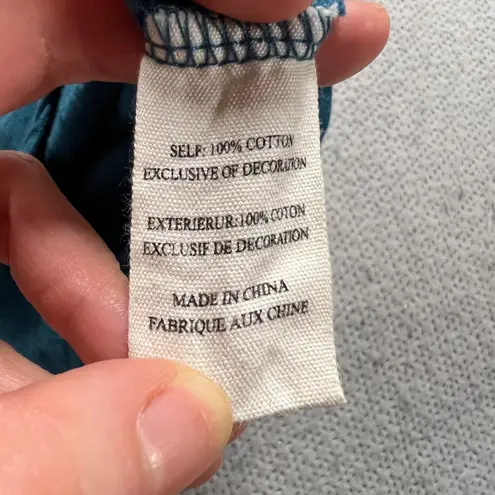 SELF: 100% COTTON
EXCLUSIVE OF DECORATION
EXTERIERUR:100% COTON
EXCLUSIF DE DECORATION
MADE IN CHINA
FABRIQUE AUX CHINE